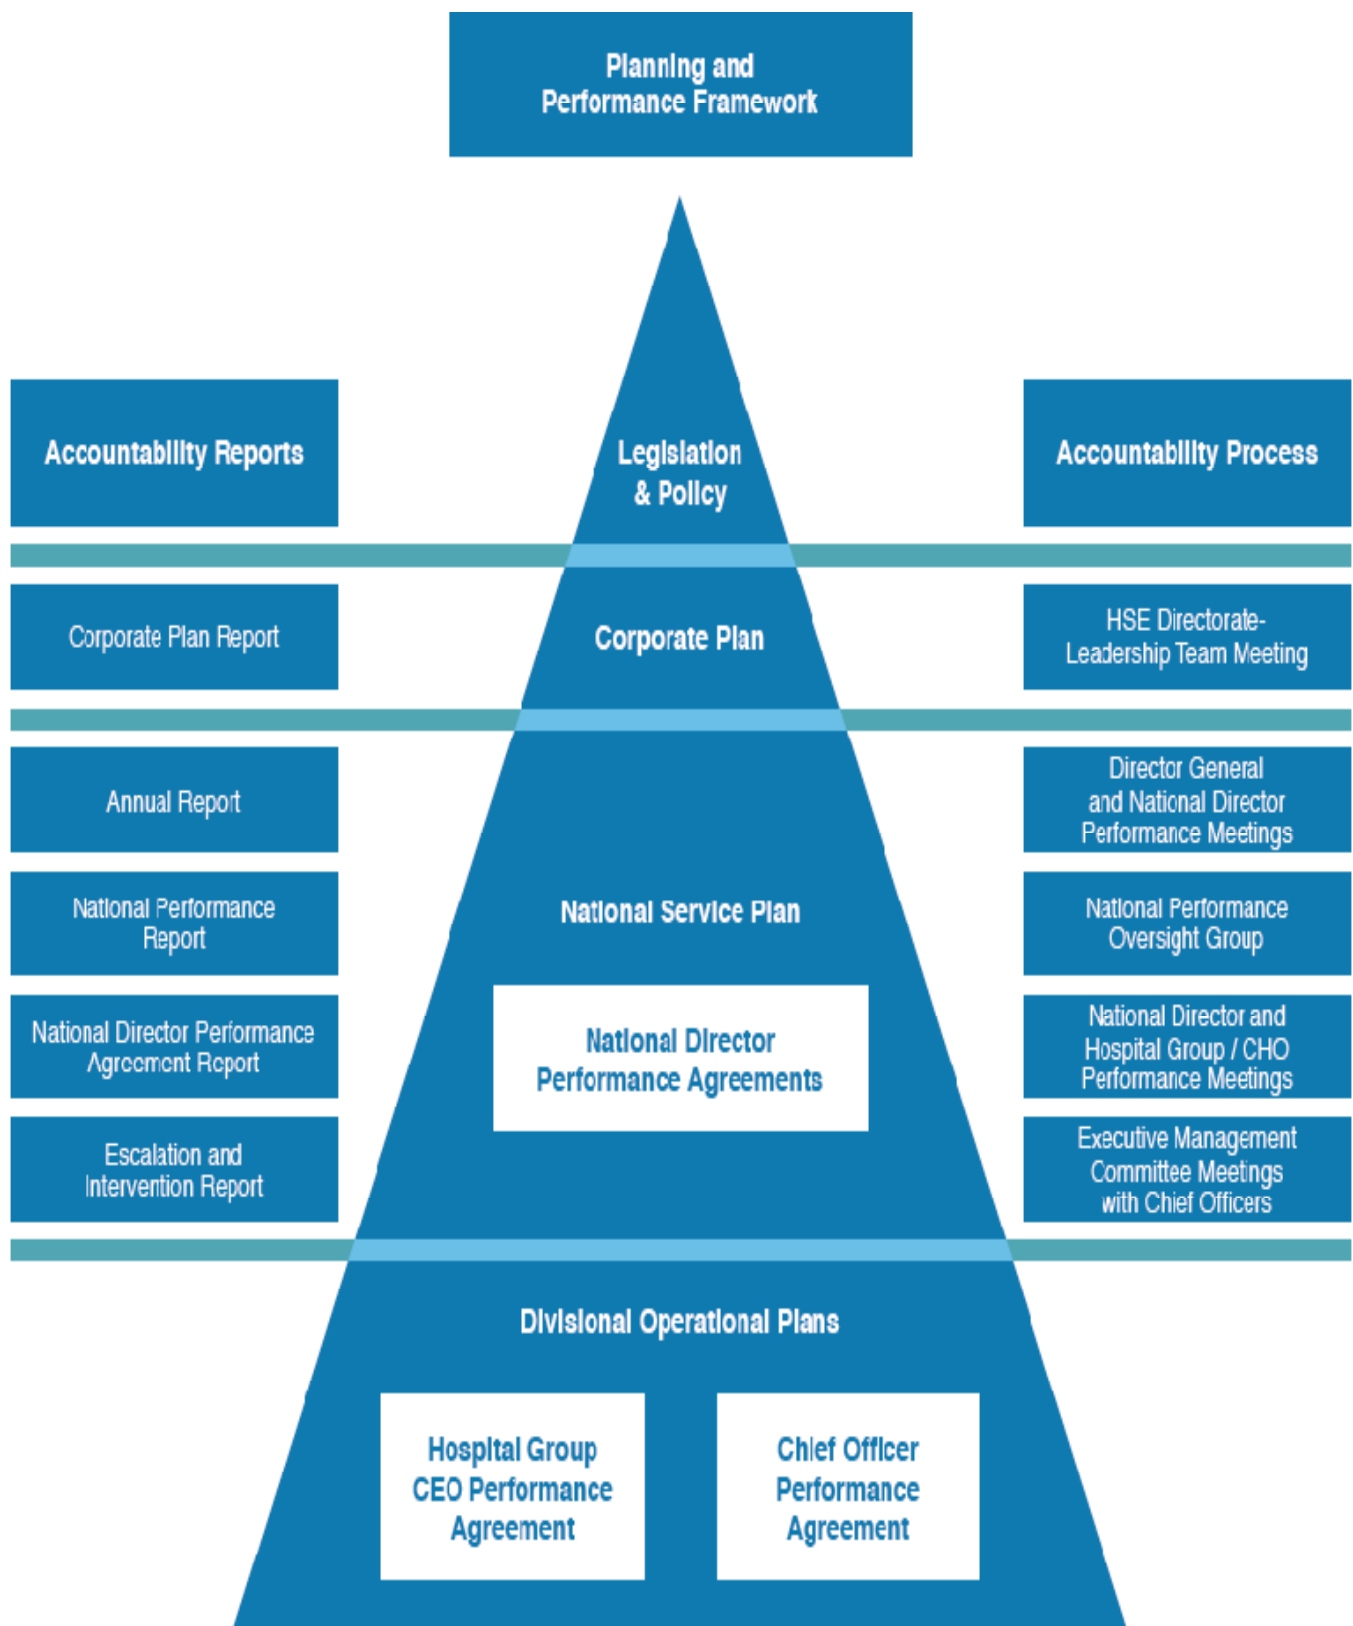 Planning and
Performance Framework
Accountability Reports
Legislation
& Policy
Accountability Process
Corporate Plan Report
Corporate Plan
HSE Directorate-
Leadership Team Meeting
Annual Report
National Performance
Report
National Director Performance
Agreement Report
Escalation and
Intervention Report
National Service Plan
National Director
Performance Agreements
Director General
and National Director
Performance Meetings
National Performance
Oversight Group
National Director and
Hospital Group / CHO
Performance Meetings
Executive Management
Committee Meetings
with Chief Officers
Divisional Operational Plans
Hospital Group
CEO Performance
Agreement
Chief Officer
Performance
Agreement